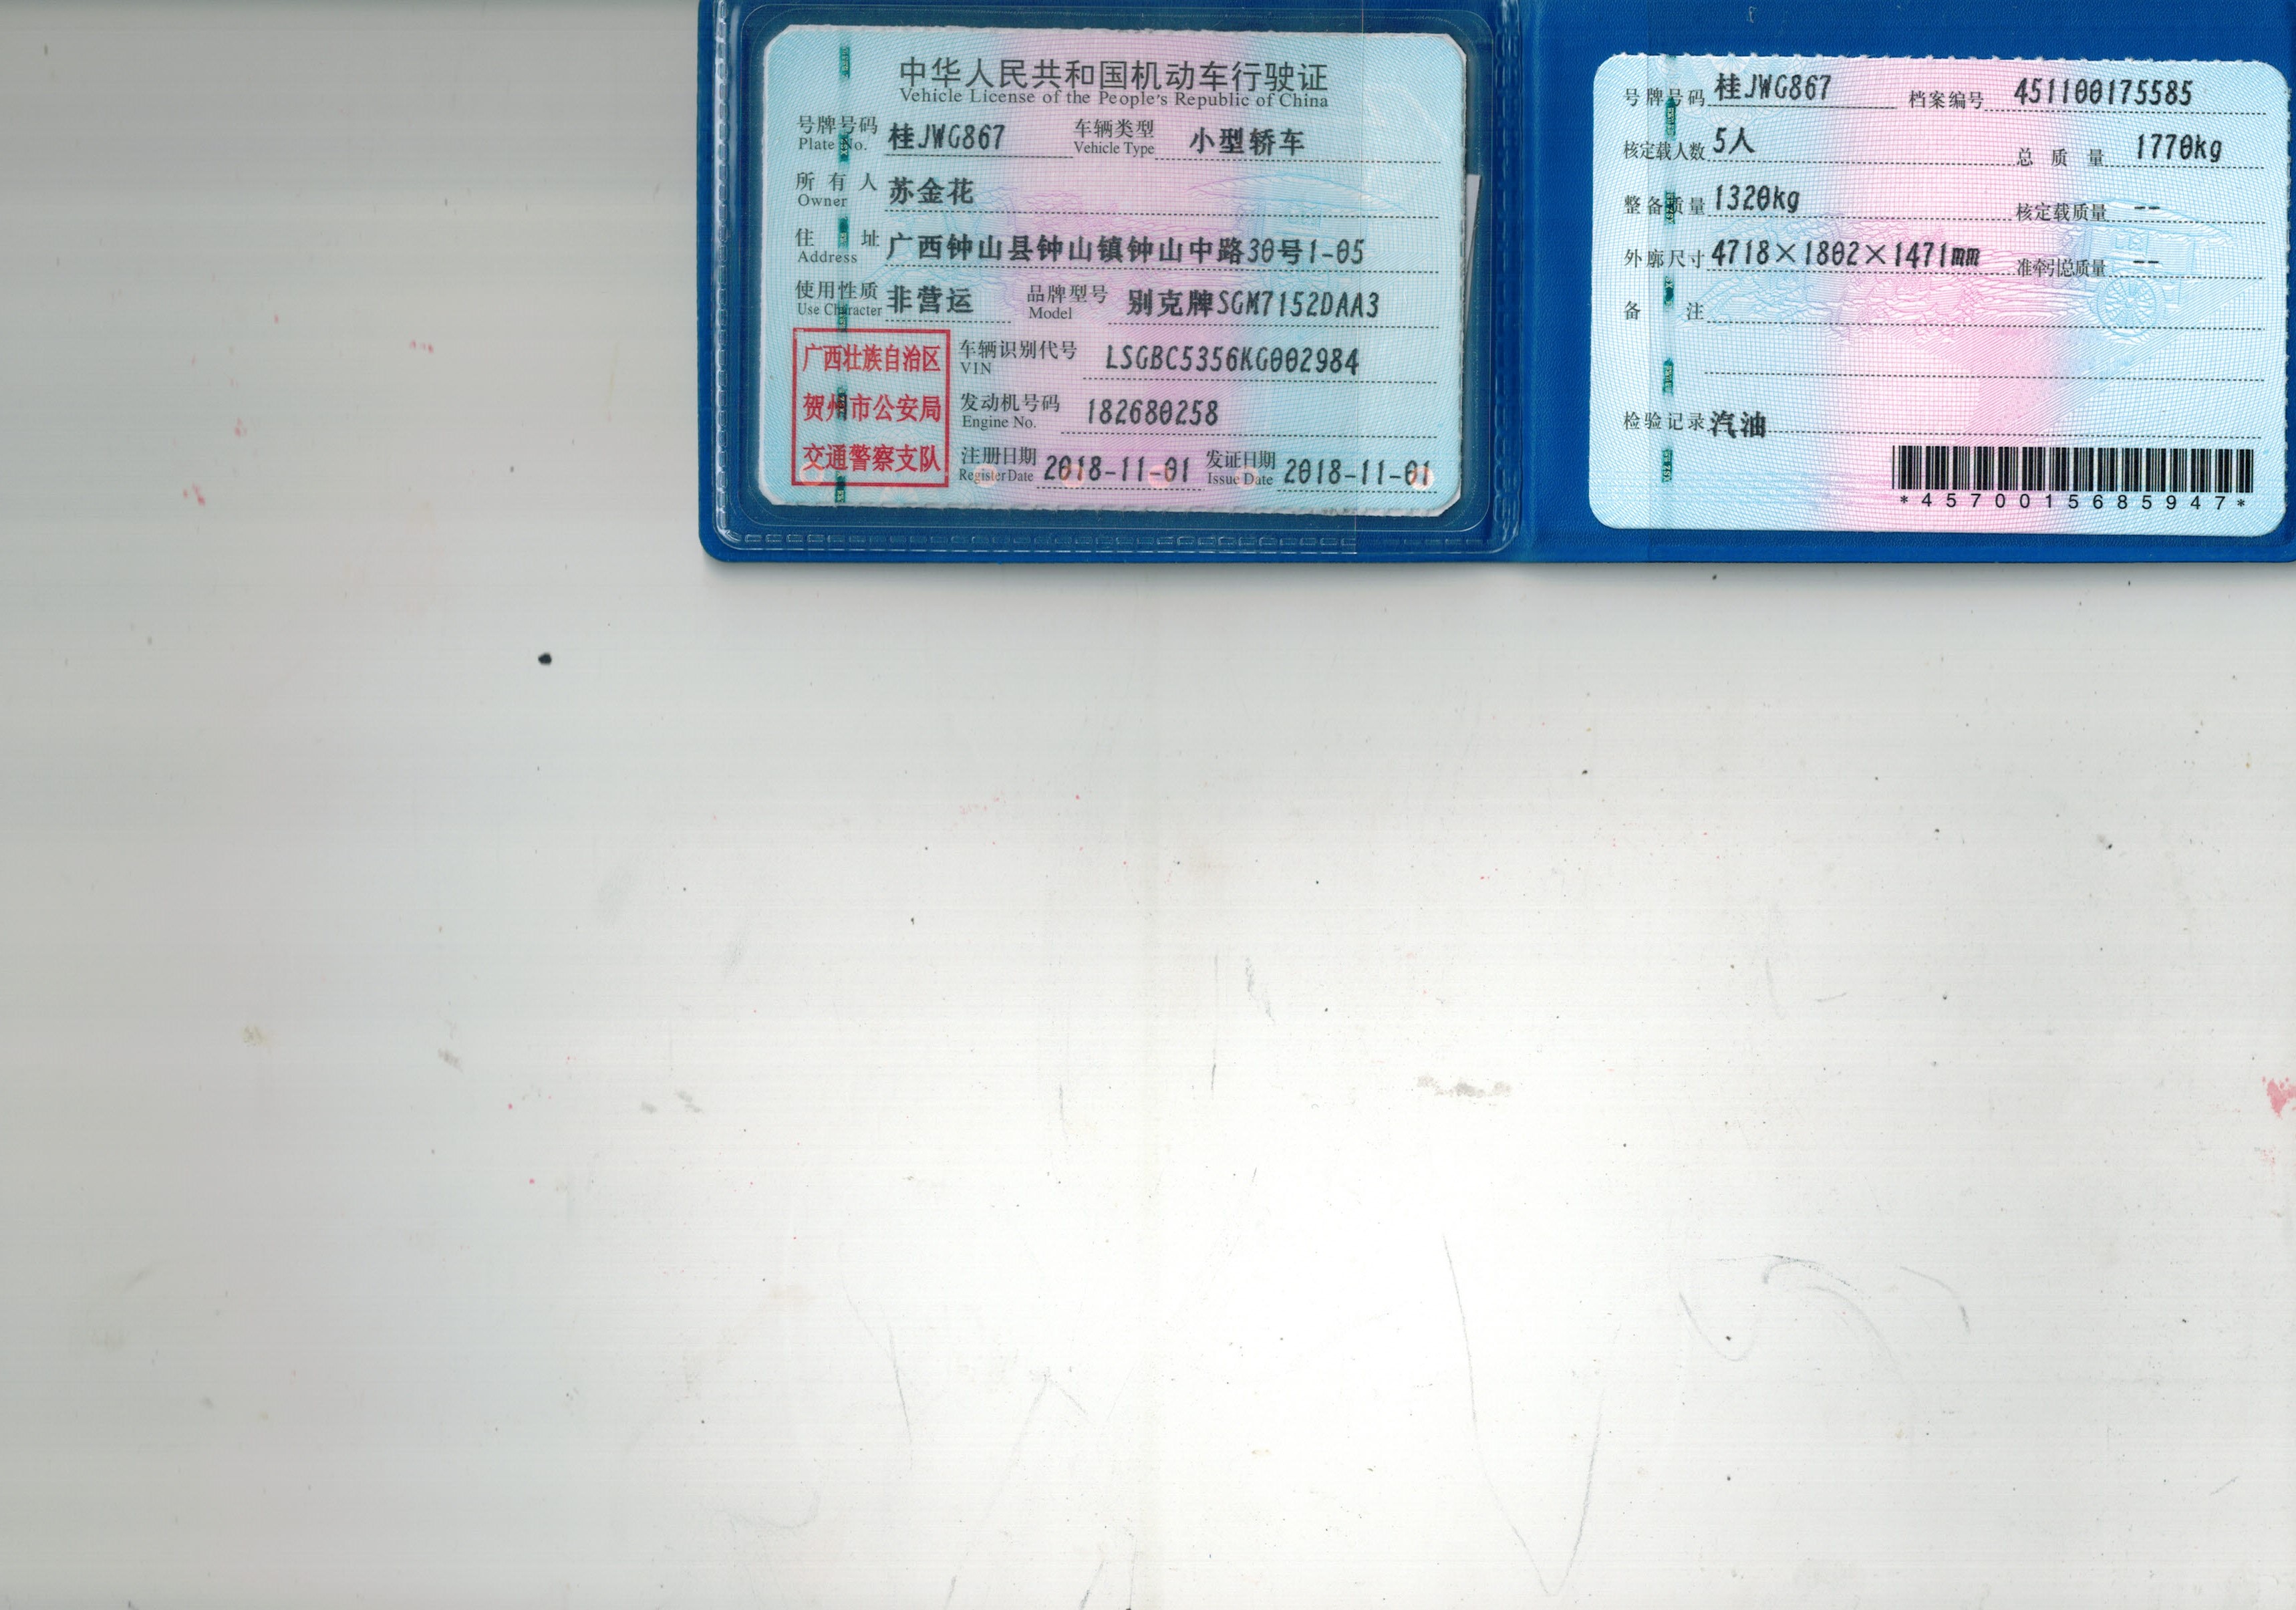 中华人民共和国机动车行驶证
Vehicle License of the People's Republic of China
号牌号码 桂JWG867 车辆类型 小型轿车
Plate No. Vehicle Type
所有人 苏金花
Owner
住址 广西钟山县钟山镇钟山中路30号1-05
Address
使用性质 非营运 品牌型号 别克牌SGM7152DAA3
Use Character Model
广西壮族自治区
贺州市公安局
交通警察支队
车辆识别代号 LSGBC5356KG002984
VIN
发动机号码 182680258
Engine No.
注册日期 2018-11-01 发证日期 2018-11-01
Register Date Issue Date
号牌号码 桂JWG867 档案编号 451100175585
核定载人数 5人 总质量 1770kg
整备质量 1320kg 核定载质量 --
外廓尺寸 4718×1802×1471mm 准牵引总质量 --
备注
检验记录 汽油
*4570015685947*